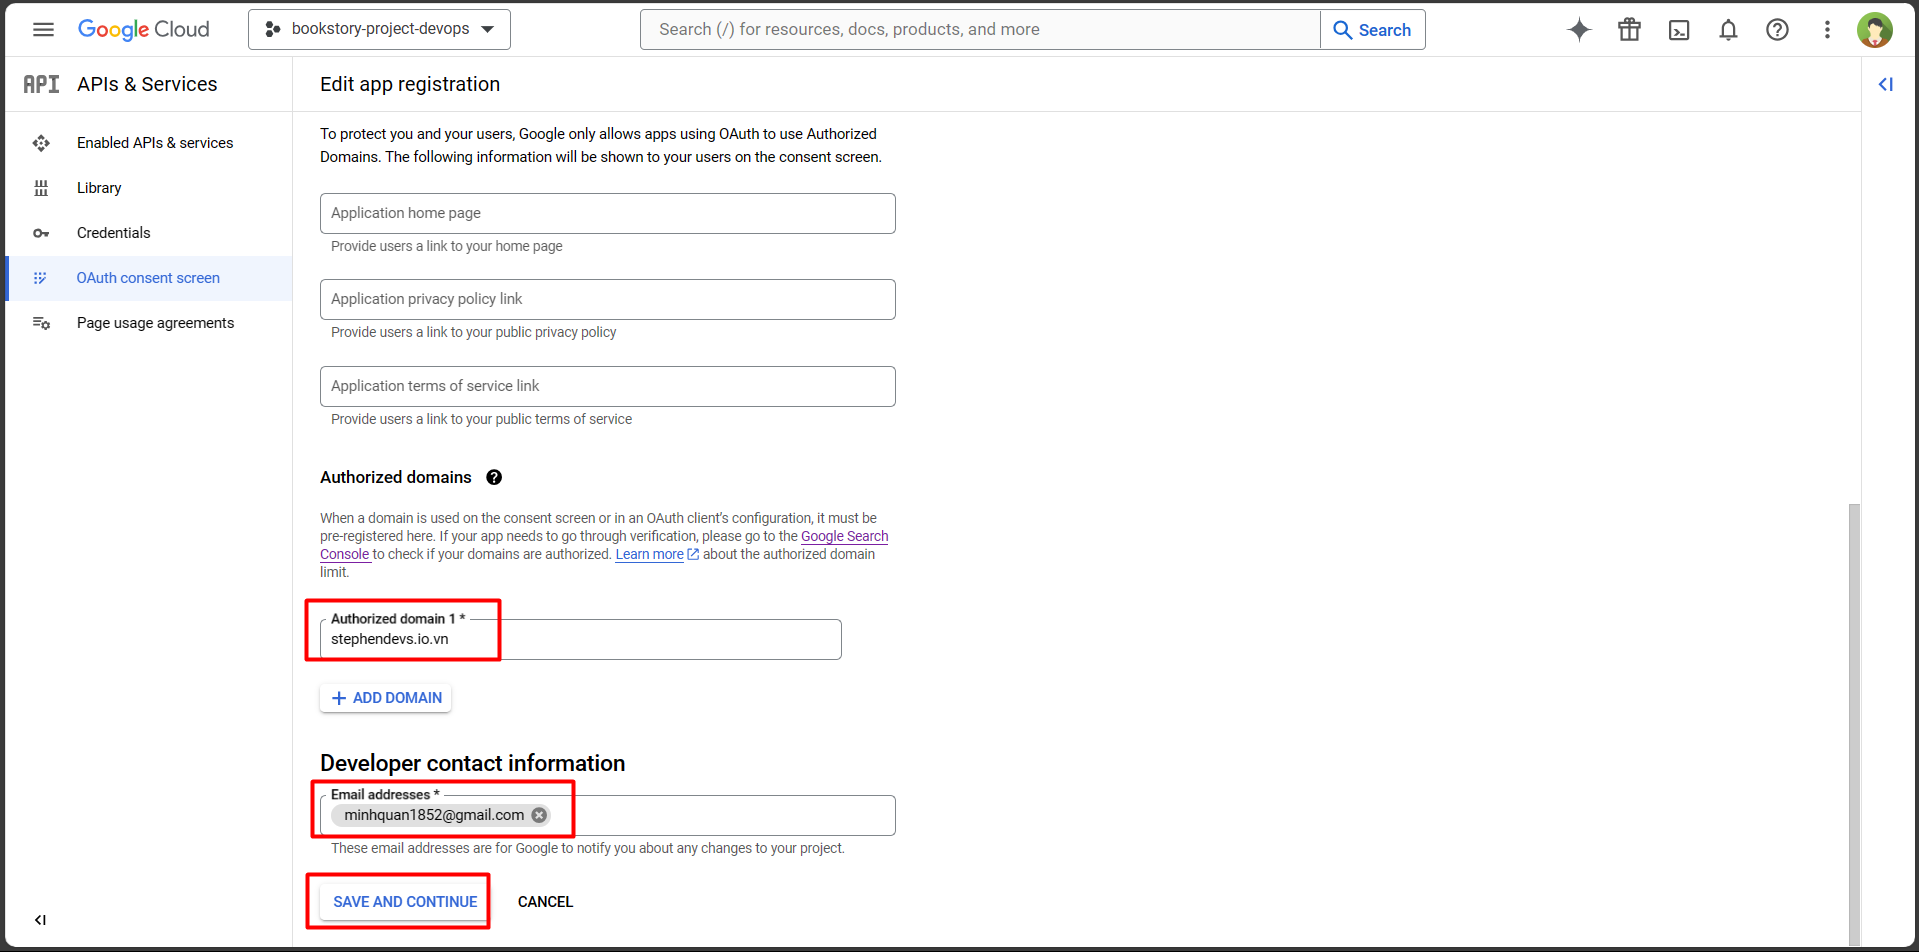 Google Cloud
bookstory-project-devops
Search (/) for resources, docs, products, and more
Search
API APIs & Services
Enabled APIs & services
Library
Credentials
OAuth consent screen
Page usage agreements
Edit app registration
To protect you and your users, Google only allows apps using OAuth to use Authorized
Domains. The following information will be shown to your users on the consent screen.
Application home page
Provide users a link to your home page
Application privacy policy link
Provide users a link to your public privacy policy
Application terms of service link
Provide users a link to your public terms of service
Authorized domains
When a domain is used on the consent screen or in an OAuth client's configuration, it must be
pre-registered here. If your app needs to go through verification, please go to the Google Search
Console to check if your domains are authorized. Learn more about the authorized domain
limit.
Authorized domain 1 *
stephendevs.io.vn
ADD DOMAIN
Developer contact information
Email addresses *
minhquan1852@gmail.com
These email addresses are for Google to notify you about any changes to your project.
SAVE AND CONTINUE
CANCEL